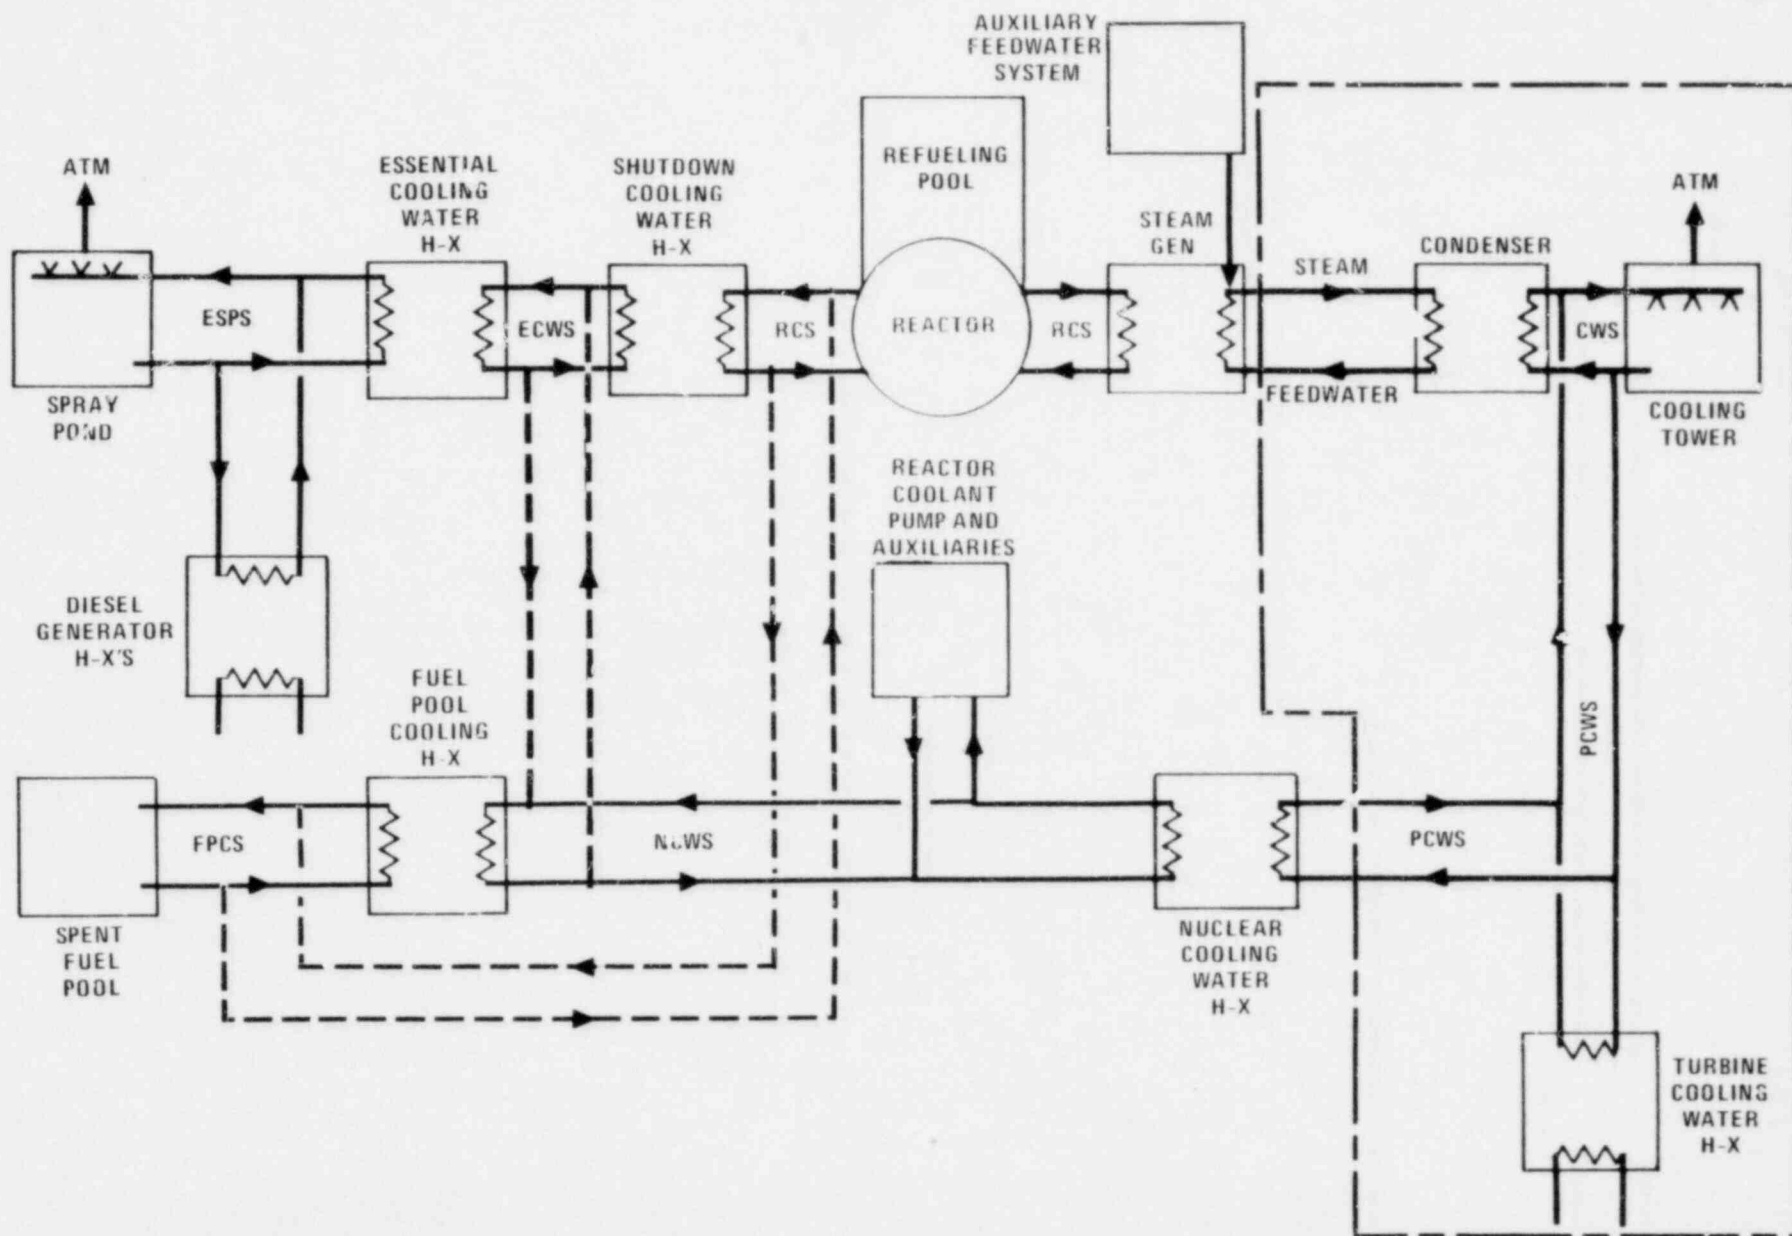 AUXILIARY
FEEDWATER
SYSTEM
ATM
ESSENTIAL
COOLING
WATER
H-X
SHUTDOWN
COOLING
WATER
H-X
REFUELING
POOL
STEAM
GEN
STEAM
CONDENSER
ATM
ESPS
ECWS
RCS
REACTOR
RCS
CWS
FEEDWATER
SPRAY
POND
COOLING
TOWER
REACTOR
COOLANT
PUMP AND
AUXILIARIES
DIESEL
GENERATOR
H-X'S
FUEL
POOL
COOLING
H-X
PCWS
FPCS
NCWS
PCWS
SPENT
FUEL
POOL
NUCLEAR
COOLING
WATER
H-X
TURBINE
COOLING
WATER
H-X